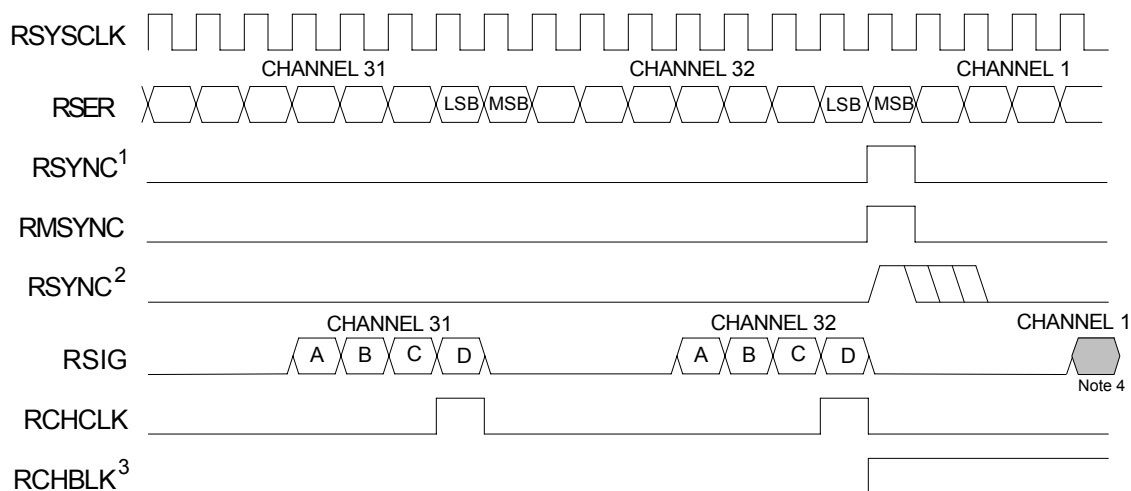 RSYSCLK
CHANNEL 31 CHANNEL 32 CHANNEL 1
RSER LSB MSB LSB MSB
RSYNC¹
RMSYNC
RSYNC²
CHANNEL 31 CHANNEL 32 CHANNEL 1
RSIG A B C D A B C D
Note 4
RCHCLK
RCHBLK³